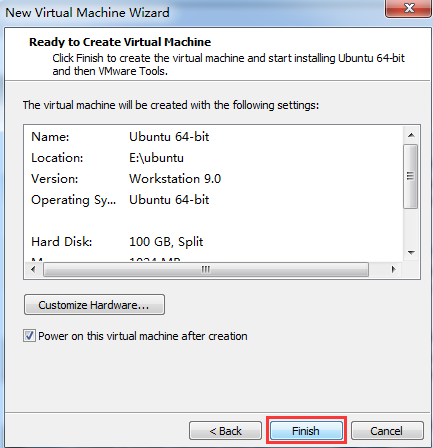 New Virtual Machine Wizard
Ready to Create Virtual Machine
Click Finish to create the virtual machine and start installing Ubuntu 64-bit
and then VMware Tools.
The virtual machine will be created with the following settings:
Name: Ubuntu 64-bit
Location: E:\ubuntu
Version: Workstation 9.0
Operating Sy... Ubuntu 64-bit
Hard Disk: 100 GB, Split
Customize Hardware...
Power on this virtual machine after creation
< Back Finish Cancel